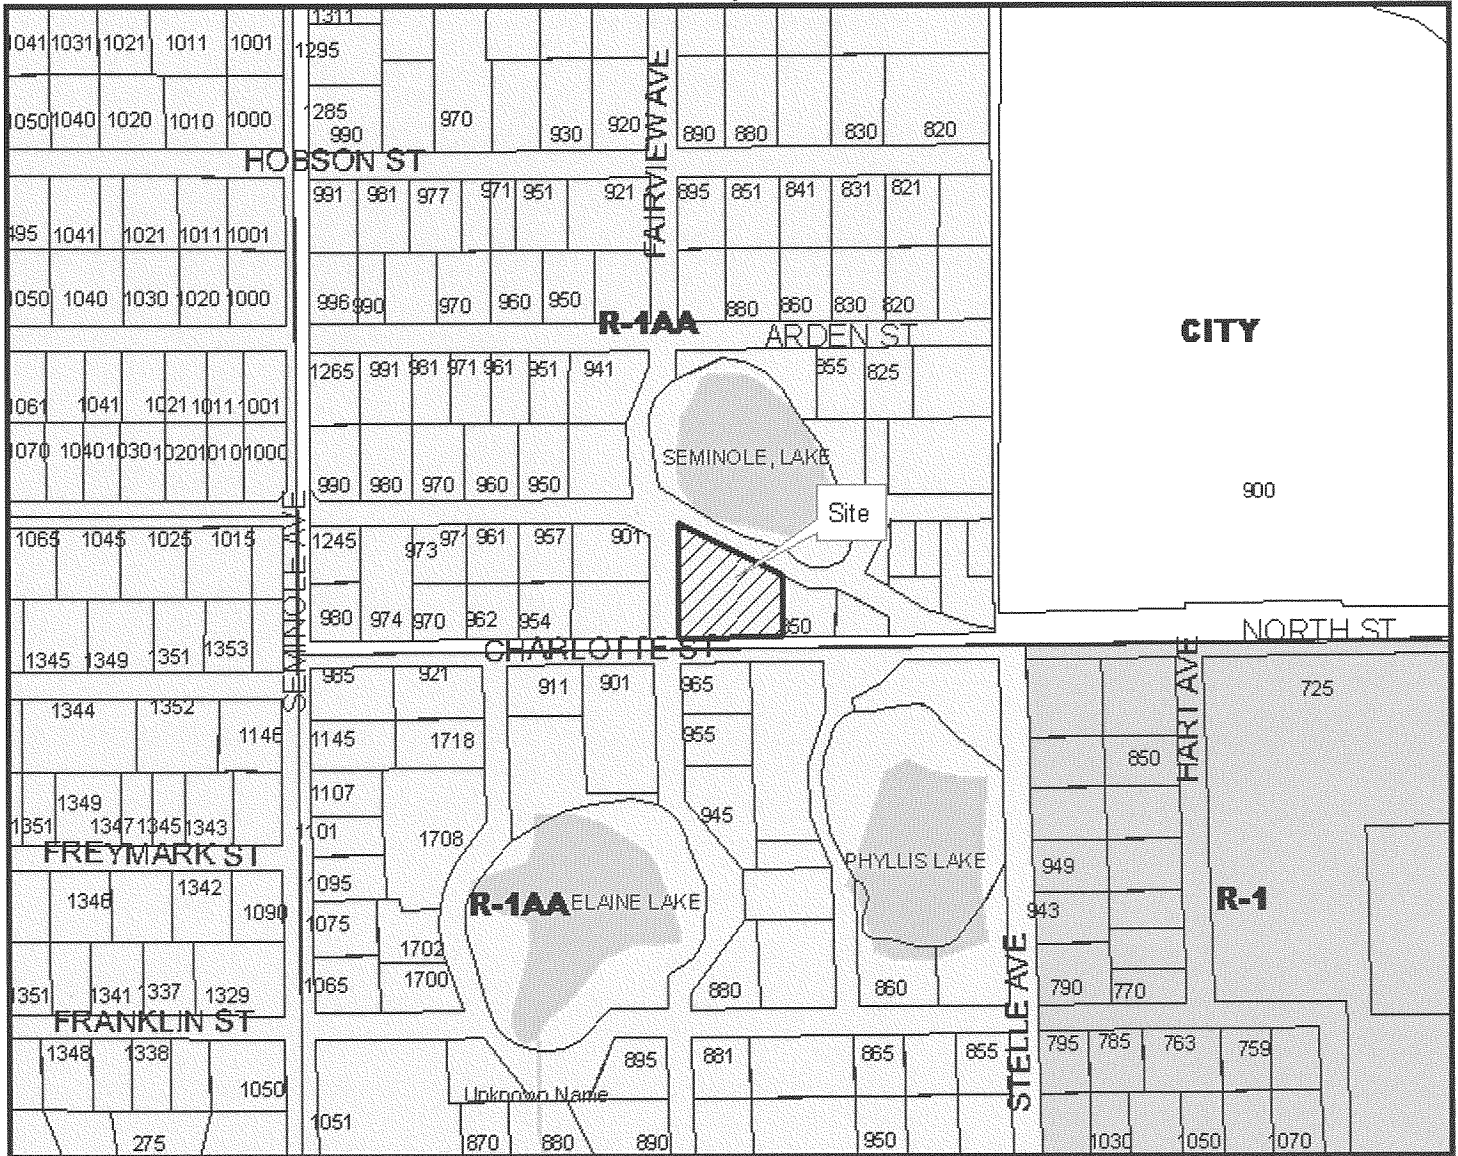 1311
1041 1031 1021 1011 1001 1295
1285
1050 1040 1020 1010 1000 990 970 930 920 890 880 830 820
FAIRVIEW AVE
HOBSON ST
991 981 977 971 951 921 895 851 841 831 821
495 1041 1021 1011 1001
1050 1040 1030 1020 1000 996 990 970 960 950 880 860 830 820
R-1AA
ARDEN ST
CITY
1265 991 981 971 961 951 941 855 825
1061 1041 1021 1011 1001
1070 1040 1030 1020 1010 1000
SEMINOLE, LAKE
990 980 970 960 950
900
Site
SEMINOLE AVE
1065 1045 1025 1015 1245 973 971 961 957 901
980 974 970 962 954 850
NORTH ST
CHARLOTTE ST
1345 1349 1351 1353
985 921 911 901 965 725
1344 1352
1146 1145 1718 955
HART AVE
850
1107
1349
1351 1347 1345 1343 1101 1708 945
FREYMARK ST
PHYLLIS LAKE
949
1346 1342 1090 1095
R-1AA
ELAINE LAKE
943
R-1
1075 1702
1351 1341 1337 1329 1065 1700 880 860 790 770
STELLE AVE
FRANKLIN ST
1348 1338 895 881 865 855 795 785 763 759
1050
Unknown Name
1051
275 870 880 890 950 1030 1050 1070